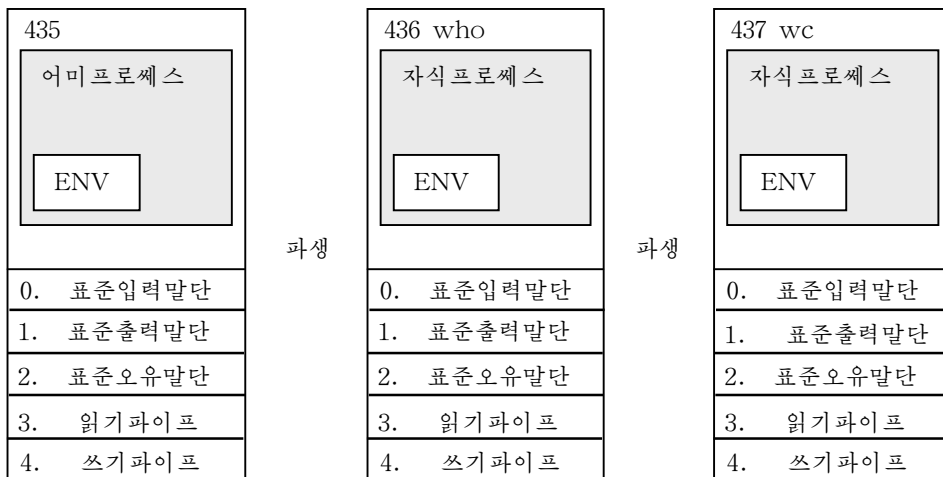 435
어미프로쎄스
ENV
0. 표준입력말단
1. 표준출력말단
2. 표준오유말단
3. 읽기파이프
4. 쓰기파이프
파생
436 who
자식프로쎄스
ENV
0. 표준입력말단
1. 표준출력말단
2. 표준오유말단
3. 읽기파이프
4. 쓰기파이프
파생
437 wc
자식프로쎄스
ENV
0. 표준입력말단
1. 표준출력말단
2. 표준오유말단
3. 읽기파이프
4. 쓰기파이프